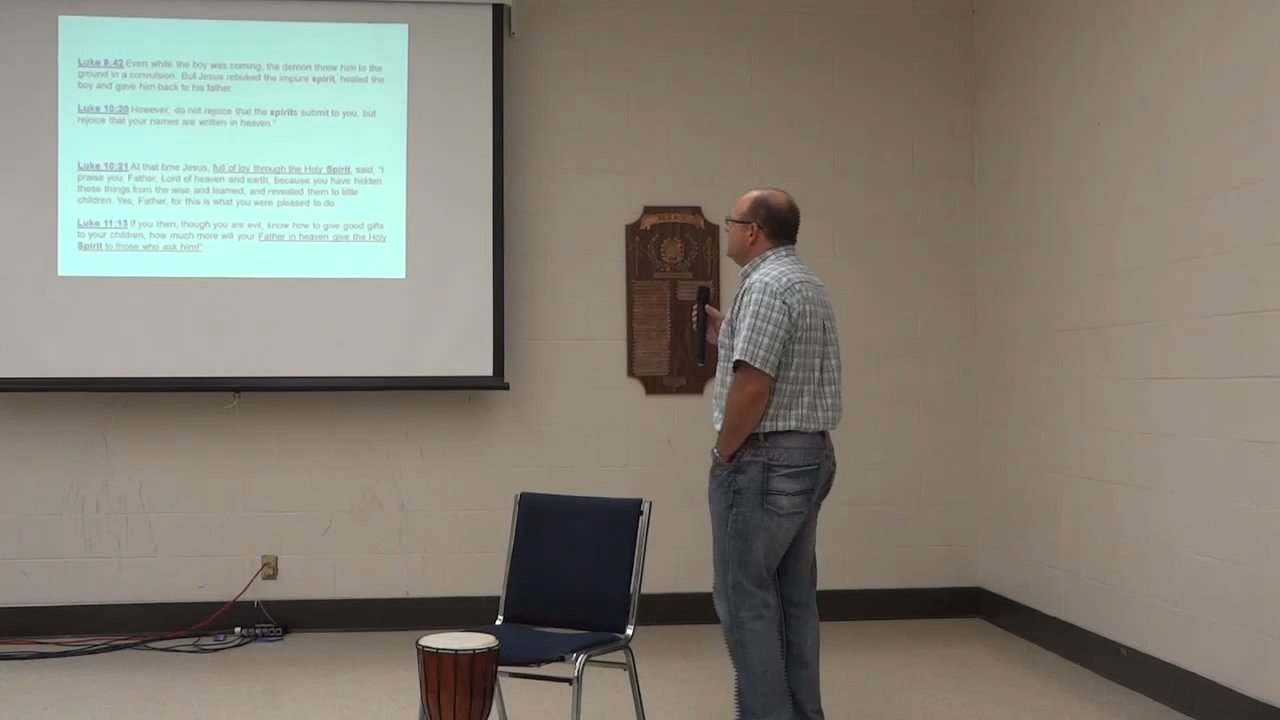 Luke 9:42 Even while the boy was coming, the demon threw him to the
ground in a convulsion. But Jesus rebuked the impure spirit, healed the
boy and gave him back to his father.
Luke 10:20 However, do not rejoice that the spirits submit to you, but
rejoice that your names are written in heaven.”
Luke 10:21 At that time Jesus, full of joy through the Holy Spirit, said, “I
praise you, Father, Lord of heaven and earth, because you have hidden
these things from the wise and learned, and revealed them to little
children. Yes, Father, for this is what you were pleased to do
Luke 11:13 If you then, though you are evil, know how to give good gifts
to your children, how much more will your Father in heaven give the Holy
Spirit to those who ask him!”